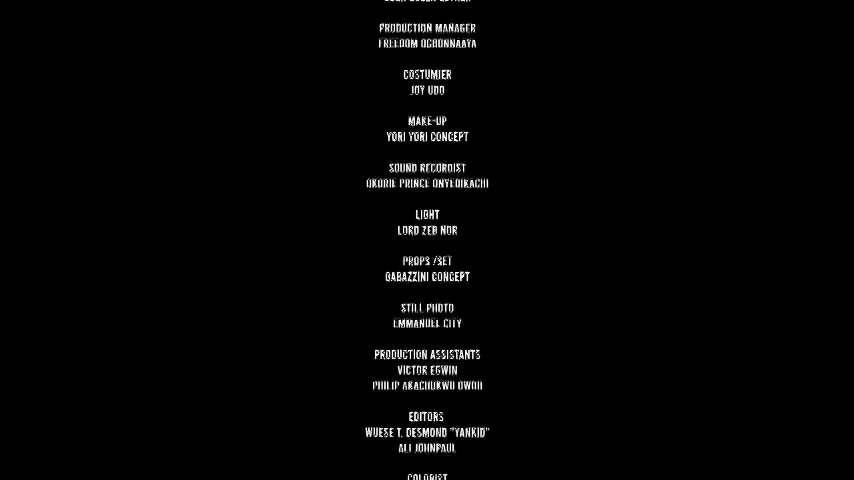 PRODUCTION MANAGER
FREEDOM OGBONNAAYA
COSTUMIER
JOY UDO
MAKE-UP
YORI YORI CONCEPT
SOUND RECORDIST
OKORIE PRINCE ONYEDIKACHI
LIGHT
LORD ZEB NOR
PROPS /SET
GABAZZINI CONCEPT
STILL PHOTO
EMMANUEL CITY
PRODUCTION ASSISTANTS
VICTOR EGWIN
PHILIP ARACHUKWU OWOH
EDITORS
WUESE T. DESMOND "YANKID"
ALI JOHNPAUL
COLORIST